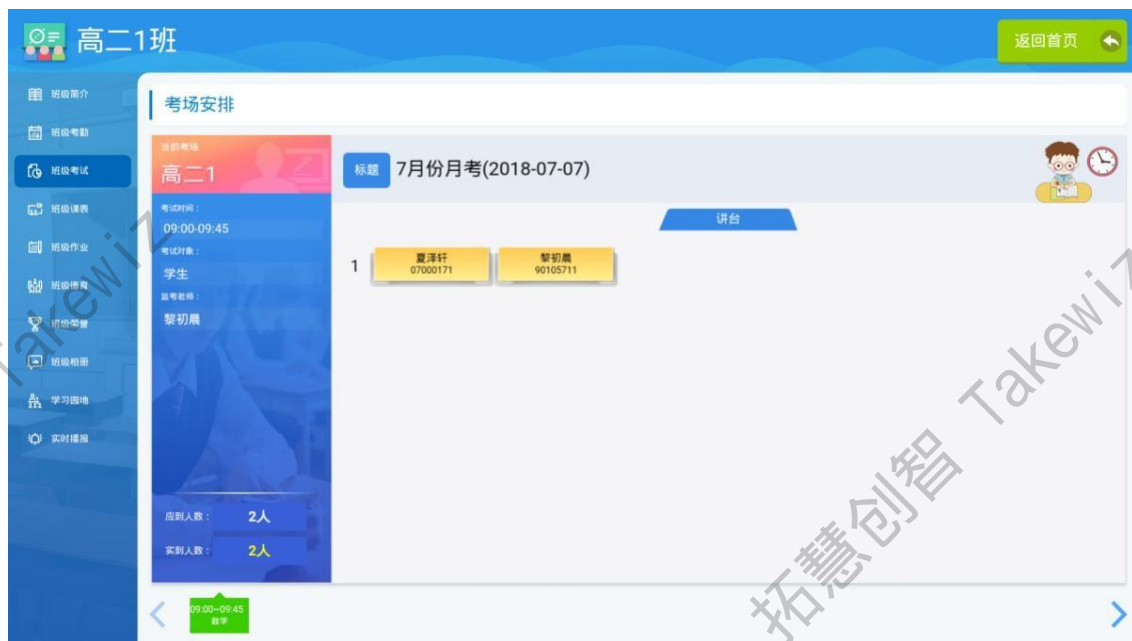 高二1班
返回首页
班级简介
班级考勤
班级考试
班级课表
班级作业
班级德育
班级荣誉
班级相册
学习园地
实时播报
考场安排
当前考场
高二1
考试时间：
09:00-09:45
考试对象：
学生
监考老师：
黎初晨
应到人数： 2人
实到人数： 2人
标题 7月份月考(2018-07-07)
讲台
1
夏泽轩
07000171
黎初晨
90105711
09:00~09:45
数学
拓慧创智 Takewiz
Takewiz